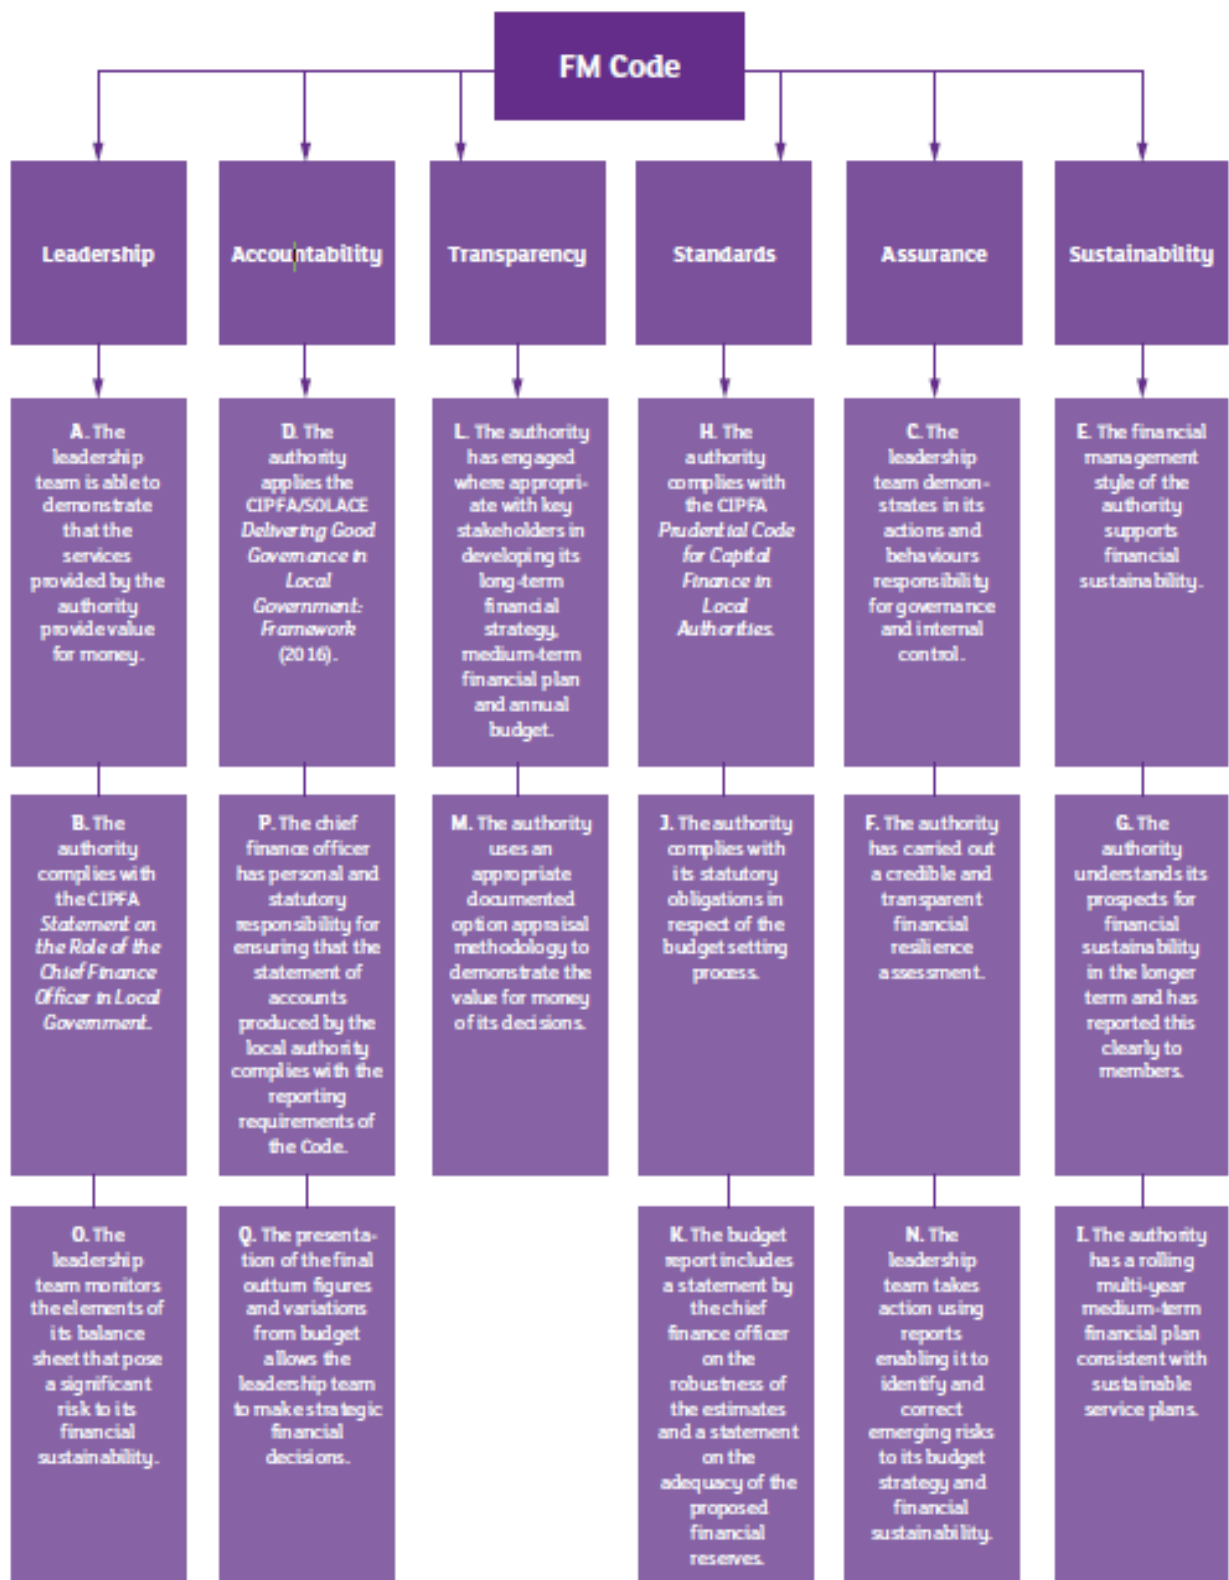 FM Code
Leadership
Accountability
Transparency
Standards
Assurance
Sustainability
A. The
leadership
team is able to
demonstrate
that the
services
provided by the
authority
provide value
for money.
D. The
authority
applies the
CIPFA/SOLACE
Delivering Good
Governance in
Local
Government:
Framework
(2016).
L. The authority
has engaged
where appropri-
ate with key
stakeholders in
developing its
long-term
financial
strategy,
medium-term
financial plan
and annual
budget.
H. The
authority
complies with
the CIPFA
Prudential Code
for Capital
Finance in
Local
Authorities.
C. The
leadership
team demon-
strates in its
actions and
behaviours
responsibility
for governance
and internal
control.
E. The financial
management
style of the
authority
supports
financial
sustainability.
B. The
authority
complies with
the CIPFA
Statement on
the Role of the
Chief Finance
Officer in Local
Government.
P. The chief
finance officer
has personal and
statutory
responsibility for
ensuring that the
statement of
accounts
produced by the
local authority
complies with the
reporting
requirements of
the Code.
M. The authority
uses an
appropriate
documented
option appraisal
methodology to
demonstrate the
value for money
of its decisions.
J. The authority
complies with
its statutory
obligations in
respect of the
budget setting
process.
F. The authority
has carried out
a credible and
transparent
financial
resilience
assessment.
G. The
authority
understands its
prospects for
financial
sustainability
in the longer
term and has
reported this
clearly to
members.
O. The
leadership
team monitors
the elements of
its balance
sheet that pose
a significant
risk to its
financial
sustainability.
Q. The presenta-
tion of the final
outturn figures
and variations
from budget
allows the
leadership team
to make strategic
financial
decisions.
K. The budget
report includes
a statement by
the chief
finance officer
on the
robustness of
the estimates
and a statement
on the
adequacy of the
proposed
financial
reserves.
N. The
leadership
team takes
action using
reports
enabling it to
identify and
correct
emerging risks
to its budget
strategy and
financial
sustainability.
I. The authority
has a rolling
multi-year
medium-term
financial plan
consistent with
sustainable
service plans.